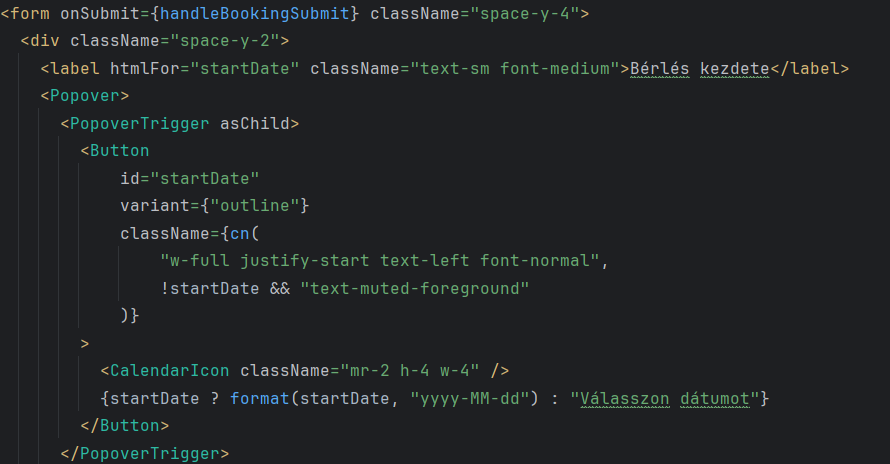 <form onSubmit={handleBookingSubmit} className="space-y-4">
<div className="space-y-2">
<label htmlFor="startDate" className="text-sm font-medium">Bérlés kezdete</label>
<Popover>
<PopoverTrigger asChild>
<Button
id="startDate"
variant={"outline"}
className={cn(
"w-full justify-start text-left font-normal",
!startDate && "text-muted-foreground"
)}
>
<CalendarIcon className="mr-2 h-4 w-4" />
{startDate ? format(startDate, "yyyy-MM-dd") : "Válasszon dátumot"}
</Button>
</PopoverTrigger>